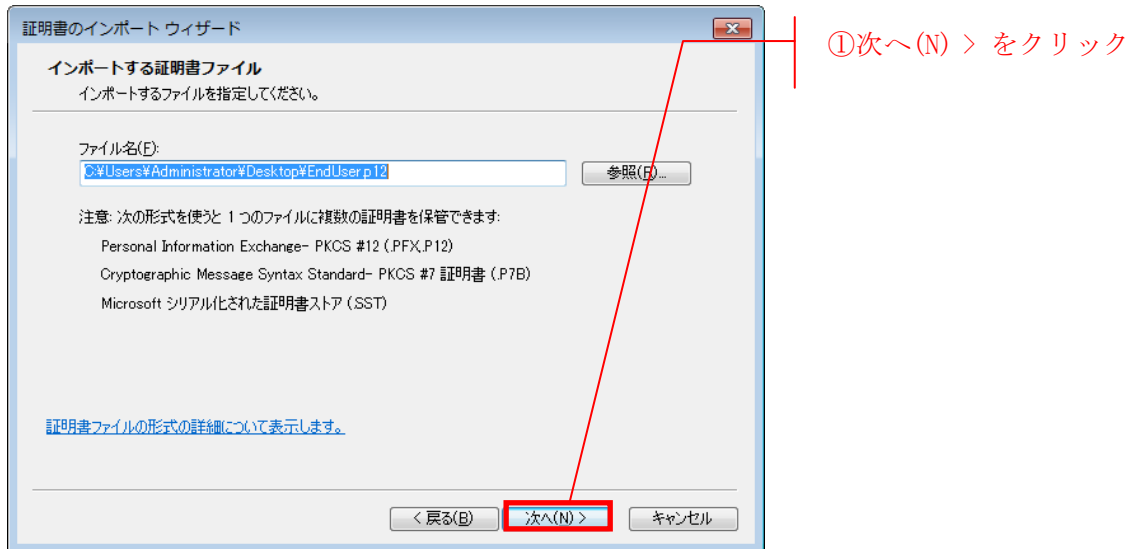 証明書のインポート ウィザード
①次へ(N) > をクリック
インポートする証明書ファイル
インポートするファイルを指定してください。
ファイル名(F):
C:¥Users¥Administrator¥Desktop¥EndUser.p12
参照(R)...
注意: 次の形式を使うと 1 つのファイルに複数の証明書を保管できます:
Personal Information Exchange- PKCS #12 (.PFX,.P12)
Cryptographic Message Syntax Standard- PKCS #7 証明書 (.P7B)
Microsoft シリアル化された証明書ストア (.SST)
証明書ファイルの形式の詳細について表示します。
< 戻る(B) 次へ(N) > キャンセル